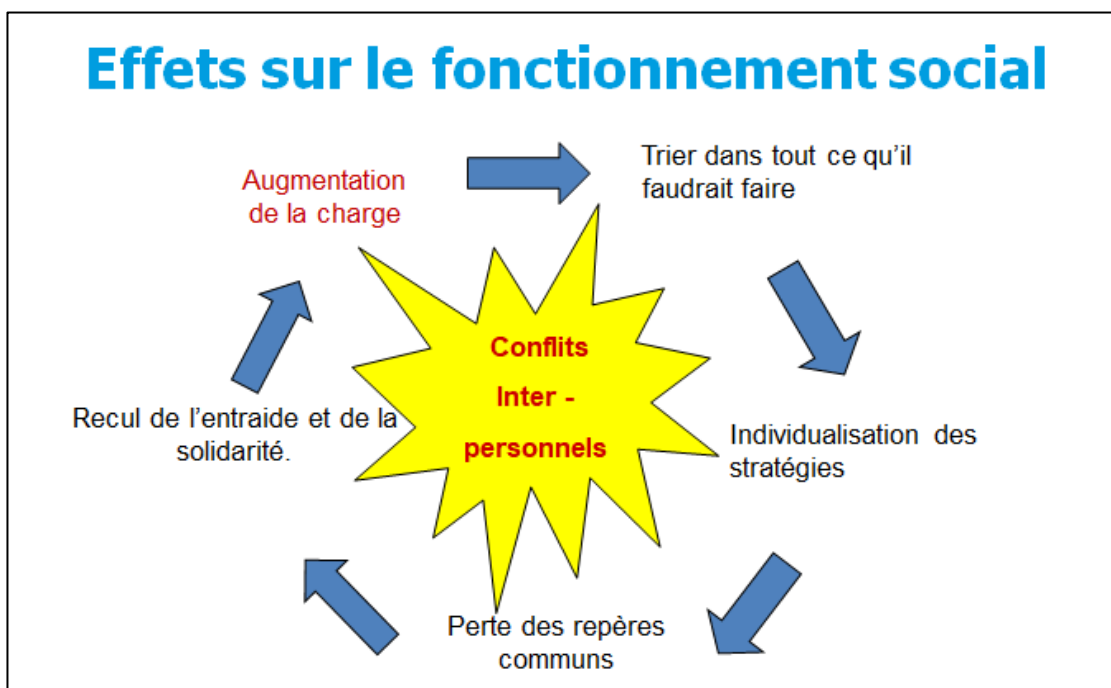 Effets sur le fonctionnement social
Augmentation
de la charge
Trier dans tout ce qu’il
faudrait faire
Conflits
Inter -
personnels
Individualisation des
stratégies
Perte des repères
communs
Recul de l’entraide et de la
solidarité.